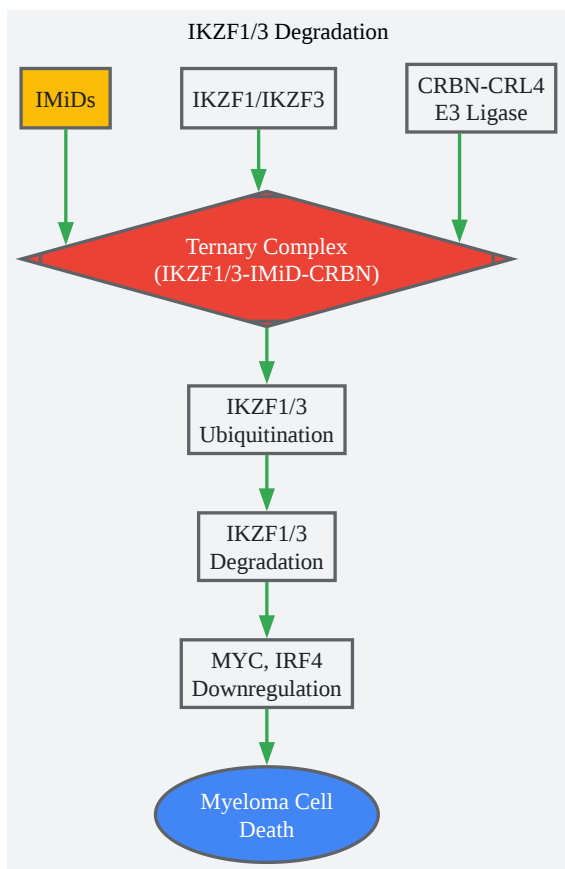 IKZF1/3 Degradation
IMiDs
IKZF1/IKZF3
CRBN-CRL4
E3 Ligase
Ternary Complex
(IKZF1/3-IMiD-CRBN)
IKZF1/3
Ubiquitination
IKZF1/3
Degradation
MYC, IRF4
Downregulation
Myeloma Cell
Death